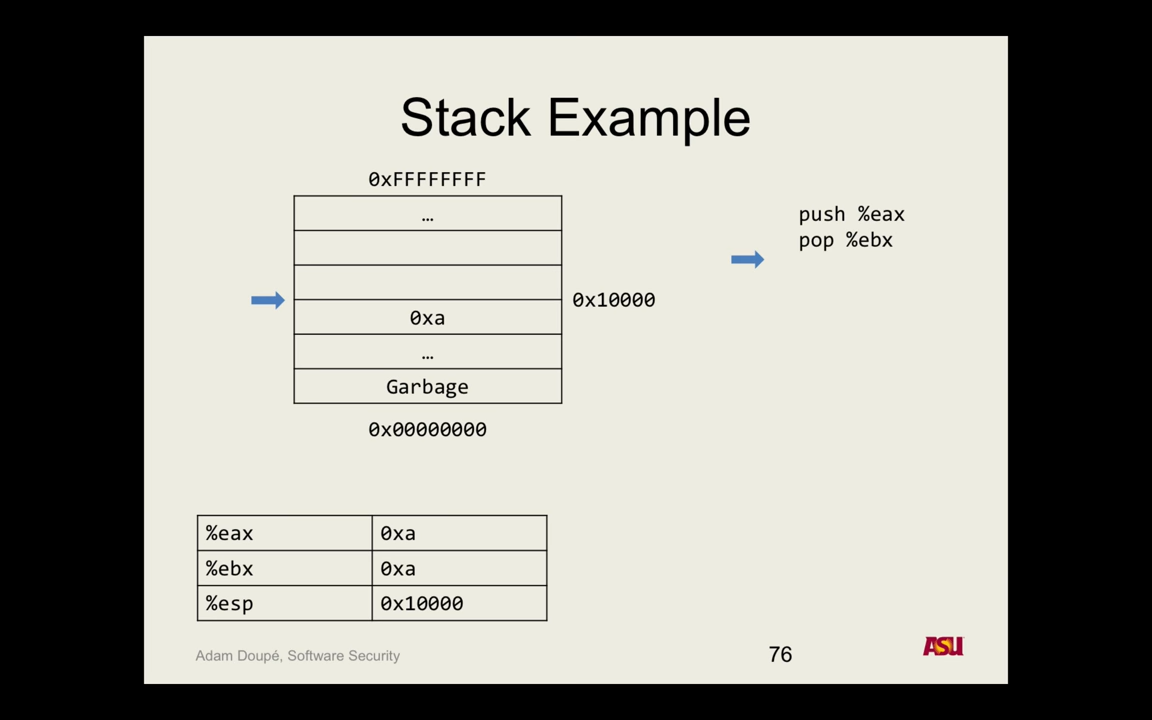 Stack Example
0xFFFFFFFF
…
push %eax
pop %ebx
0x10000
0xa
…
Garbage
0x00000000
%eax 0xa
%ebx 0xa
%esp 0x10000
Adam Doupé, Software Security
76
ASU